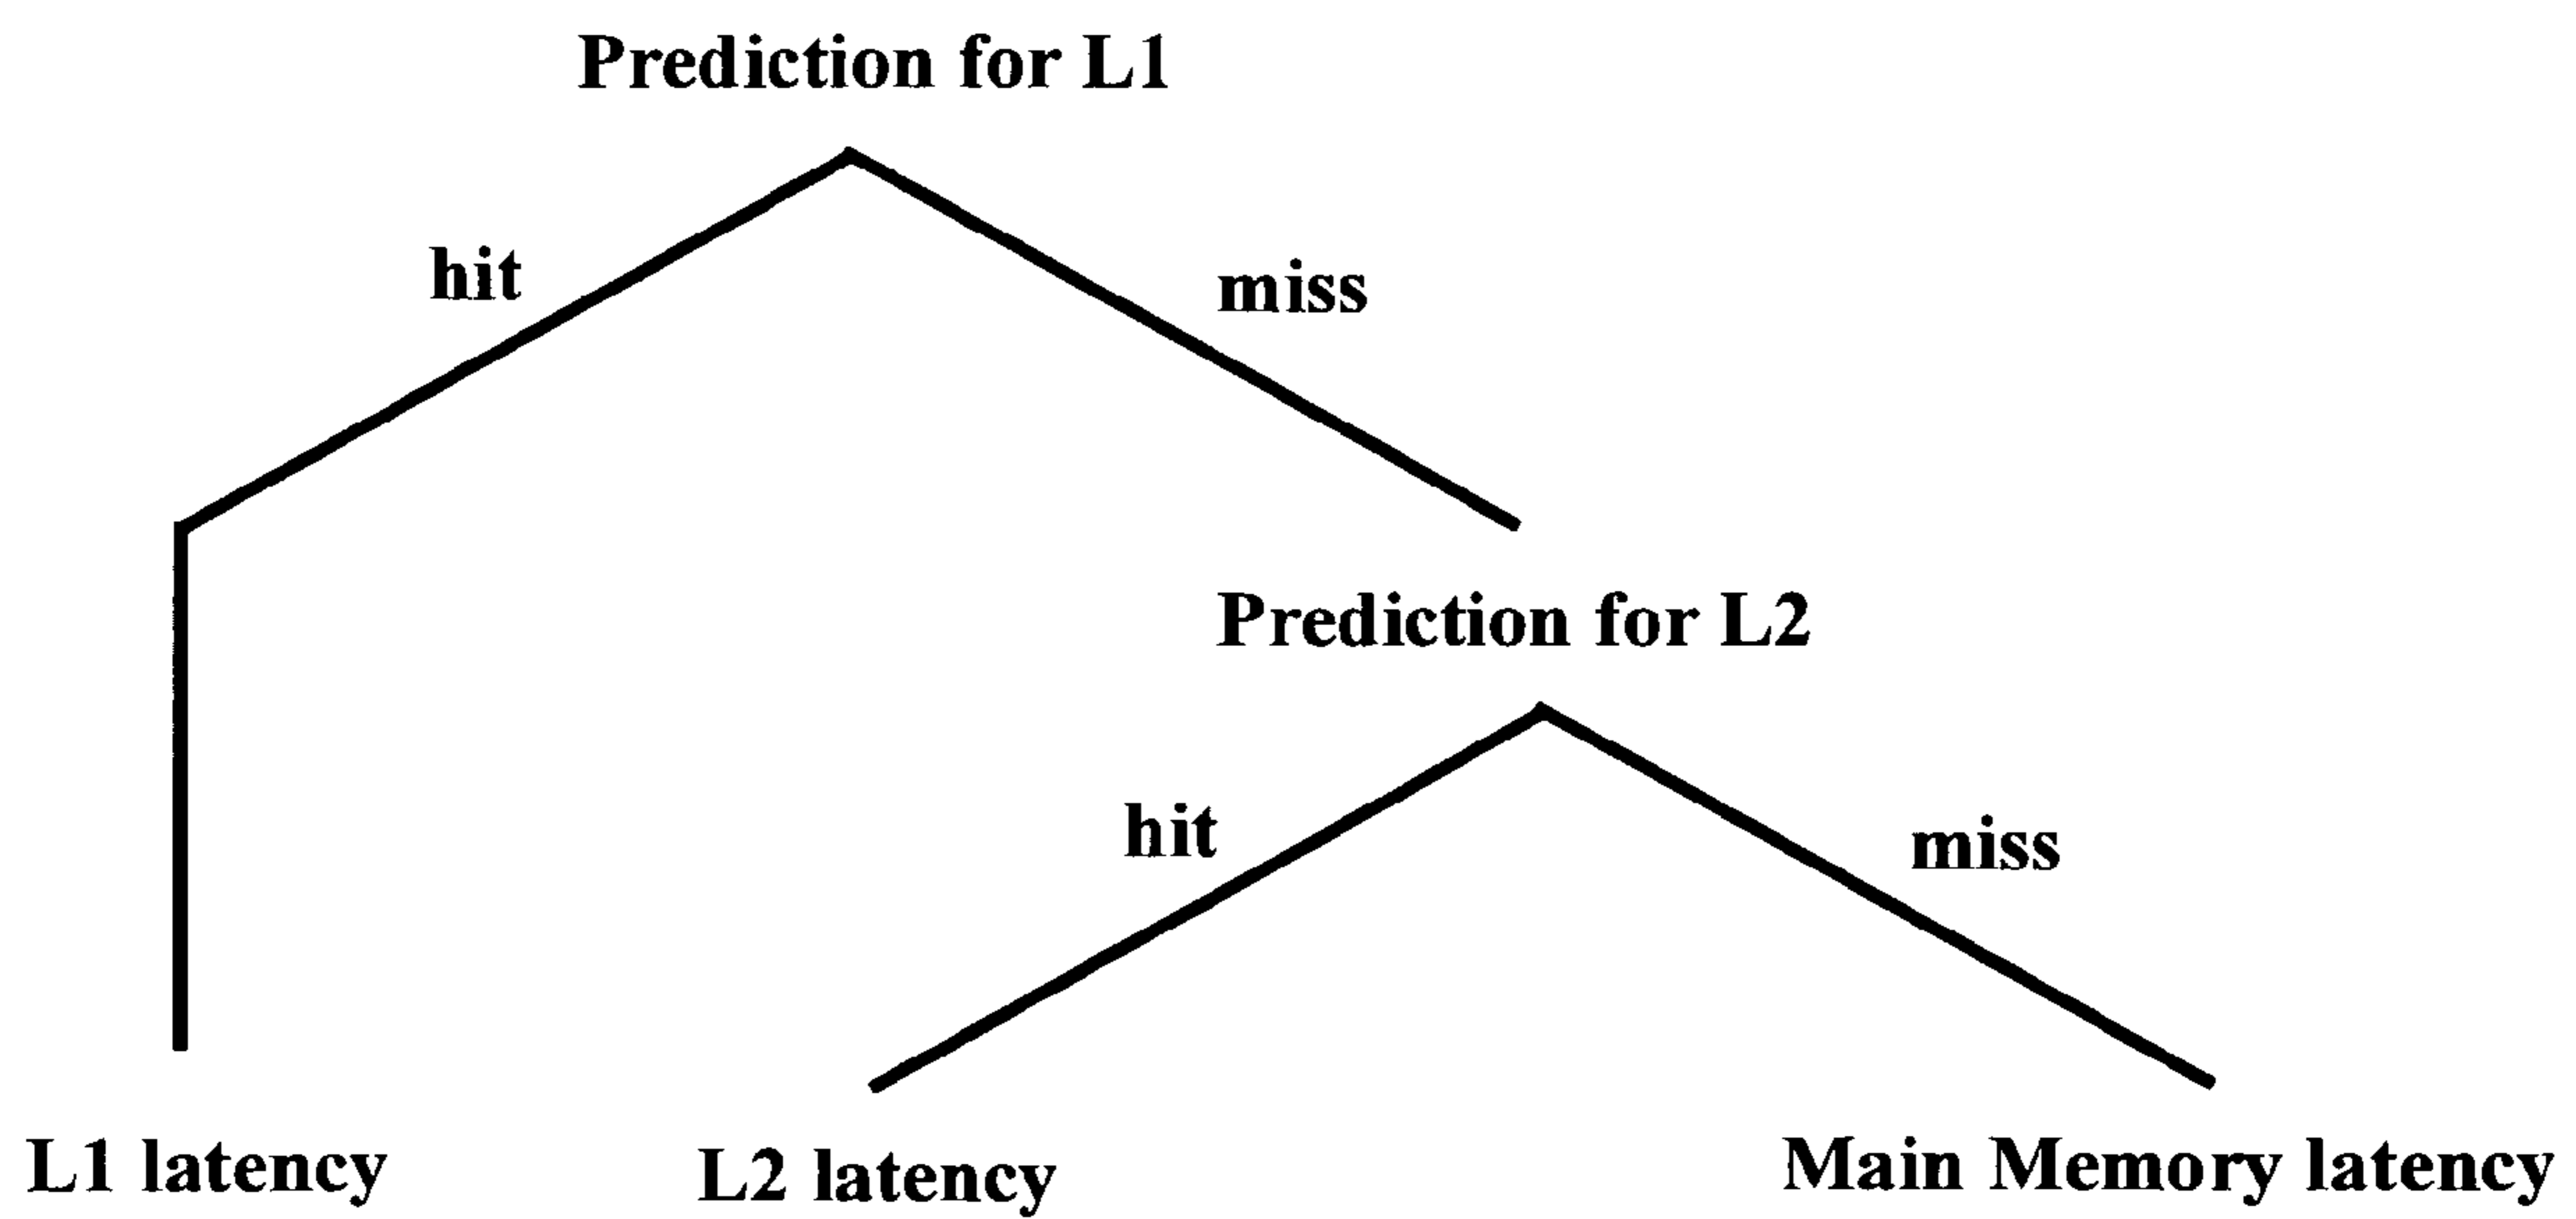 Prediction for L1
hit
miss
Prediction for L2
hit
miss
L1 latency
L2 latency
Main Memory latency